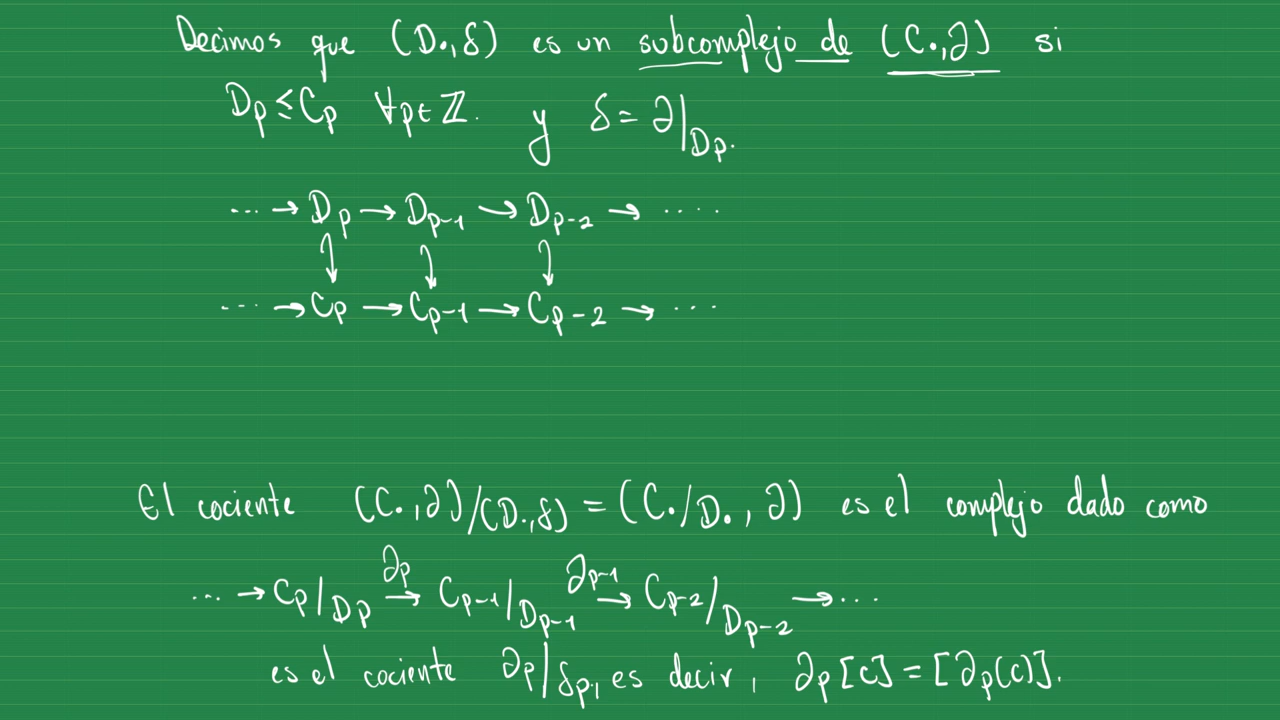 Decimos que (D•,δ) es un subcomplejo de (C•,∂) si
Dp ≤ Cp ∀p∈ℤ. y δ = ∂|Dp.
··· → Dp → Dp-1 → Dp-2 → ····
··· → Cp → Cp-1 → Cp-2 → ···
El cociente (C•,∂)/(D•,δ) = (C•/D•, ∂) es el complejo dado como
··· → Cp/Dp →∂p Cp-1/Dp-1 →∂p-1 Cp-2/Dp-2 → ···
es el cociente ∂p/δp, es decir, ∂p[c] = [∂p(c)].